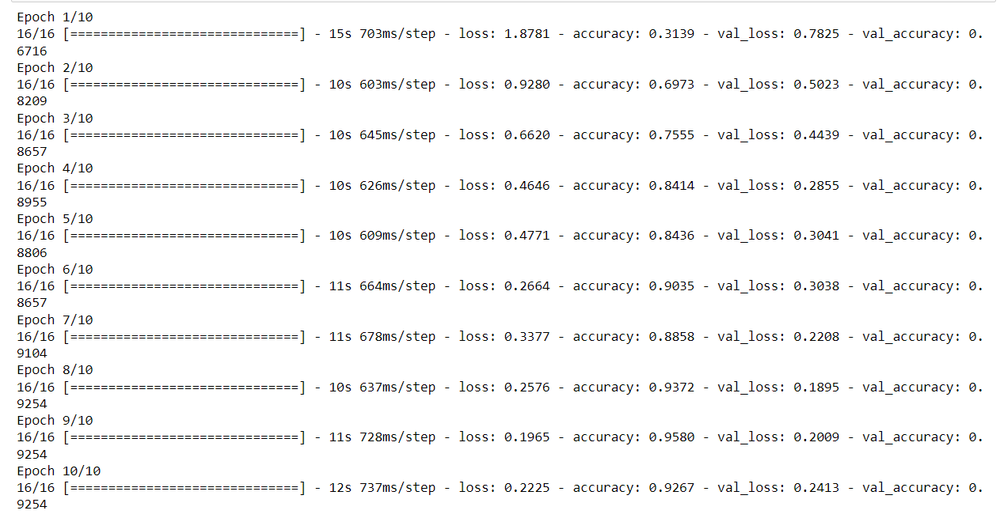 Epoch 1/10
16/16 [==============================] - 15s 703ms/step - loss: 1.8781 - accuracy: 0.3139 - val_loss: 0.7825 - val_accuracy: 0.
6716
Epoch 2/10
16/16 [==============================] - 10s 603ms/step - loss: 0.9280 - accuracy: 0.6973 - val_loss: 0.5023 - val_accuracy: 0.
8209
Epoch 3/10
16/16 [==============================] - 10s 645ms/step - loss: 0.6620 - accuracy: 0.7555 - val_loss: 0.4439 - val_accuracy: 0.
8657
Epoch 4/10
16/16 [==============================] - 10s 626ms/step - loss: 0.4646 - accuracy: 0.8414 - val_loss: 0.2855 - val_accuracy: 0.
8955
Epoch 5/10
16/16 [==============================] - 10s 609ms/step - loss: 0.4771 - accuracy: 0.8436 - val_loss: 0.3041 - val_accuracy: 0.
8806
Epoch 6/10
16/16 [==============================] - 11s 664ms/step - loss: 0.2664 - accuracy: 0.9035 - val_loss: 0.3038 - val_accuracy: 0.
8657
Epoch 7/10
16/16 [==============================] - 11s 678ms/step - loss: 0.3377 - accuracy: 0.8858 - val_loss: 0.2208 - val_accuracy: 0.
9104
Epoch 8/10
16/16 [==============================] - 10s 637ms/step - loss: 0.2576 - accuracy: 0.9372 - val_loss: 0.1895 - val_accuracy: 0.
9254
Epoch 9/10
16/16 [==============================] - 11s 728ms/step - loss: 0.1965 - accuracy: 0.9580 - val_loss: 0.2009 - val_accuracy: 0.
9254
Epoch 10/10
16/16 [==============================] - 12s 737ms/step - loss: 0.2225 - accuracy: 0.9267 - val_loss: 0.2413 - val_accuracy: 0.
9254